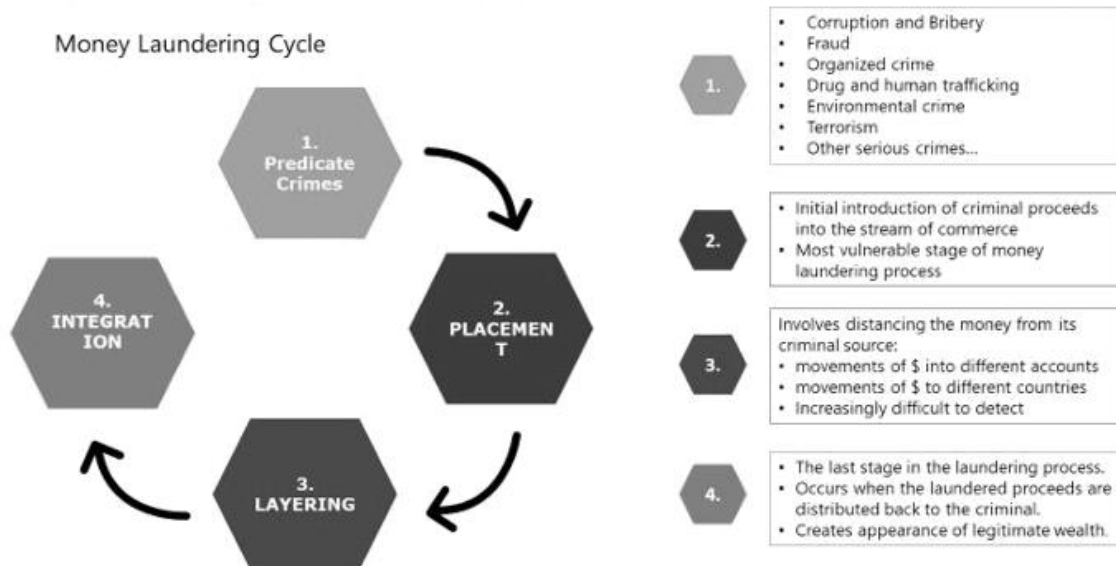 Money Laundering Cycle
1.
Predicate
Crimes
2.
PLACEMEN
T
3.
LAYERING
4.
INTEGRAT
ION
1.
• Corruption and Bribery
• Fraud
• Organized crime
• Drug and human trafficking
• Environmental crime
• Terrorism
• Other serious crimes...
2.
• Initial introduction of criminal proceeds
into the stream of commerce
• Most vulnerable stage of money
laundering process
3.
Involves distancing the money from its
criminal source:
• movements of $ into different accounts
• movements of $ to different countries
• Increasingly difficult to detect
4.
• The last stage in the laundering process.
• Occurs when the laundered proceeds are
distributed back to the criminal.
• Creates appearance of legitimate wealth.